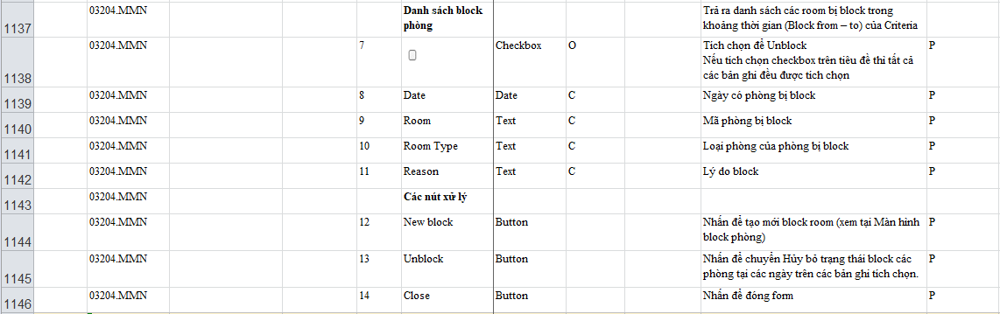 1137 03204.MMN Danh sách block Trả ra danh sách các room bị block trong
phòng khoảng thời gian (Block from – to) của Criteria
1138 03204.MMN 7 Checkbox O Tích chọn để Unblock P
Nếu tích chọn checkbox trên tiêu đề thì tất cả
các bản ghi đều được tích chọn
1139 03204.MMN 8 Date Date C Ngày có phòng bị block P
1140 03204.MMN 9 Room Text C Mã phòng bị block P
1141 03204.MMN 10 Room Type Text C Loại phòng của phòng bị block P
1142 03204.MMN 11 Reason Text C Lý do block P
1143 03204.MMN Các nút xử lý
1144 03204.MMN 12 New block Button Nhấn để tạo mới block room (xem tại Màn hình P
block phòng)
1145 03204.MMN 13 Unblock Button Nhấn để chuyển Hủy bỏ trạng thái block các P
phòng tại các ngày trên các bản ghi tích chọn.
1146 03204.MMN 14 Close Button Nhấn để đóng form P